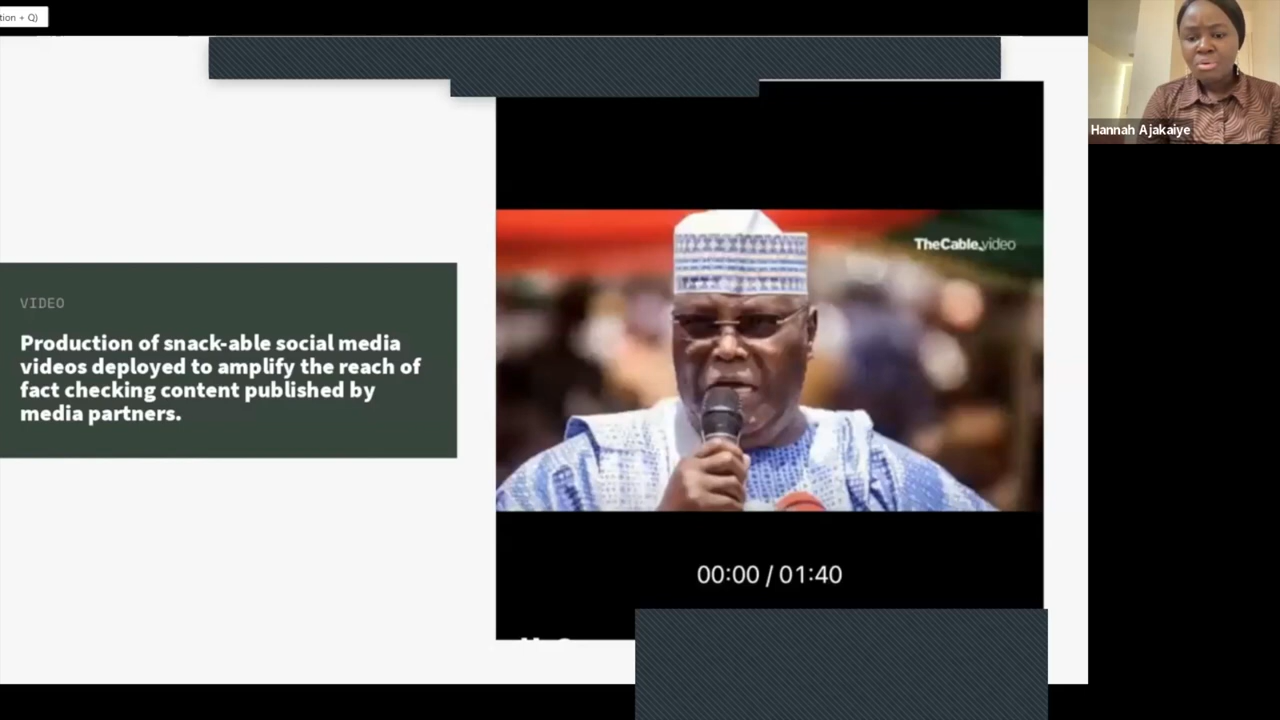 tion + Q)
Hannah Ajakaiye
TheCable.video
VIDEO
Production of snack-able social media
videos deployed to amplify the reach of
fact checking content published by
media partners.
00:00 / 01:40